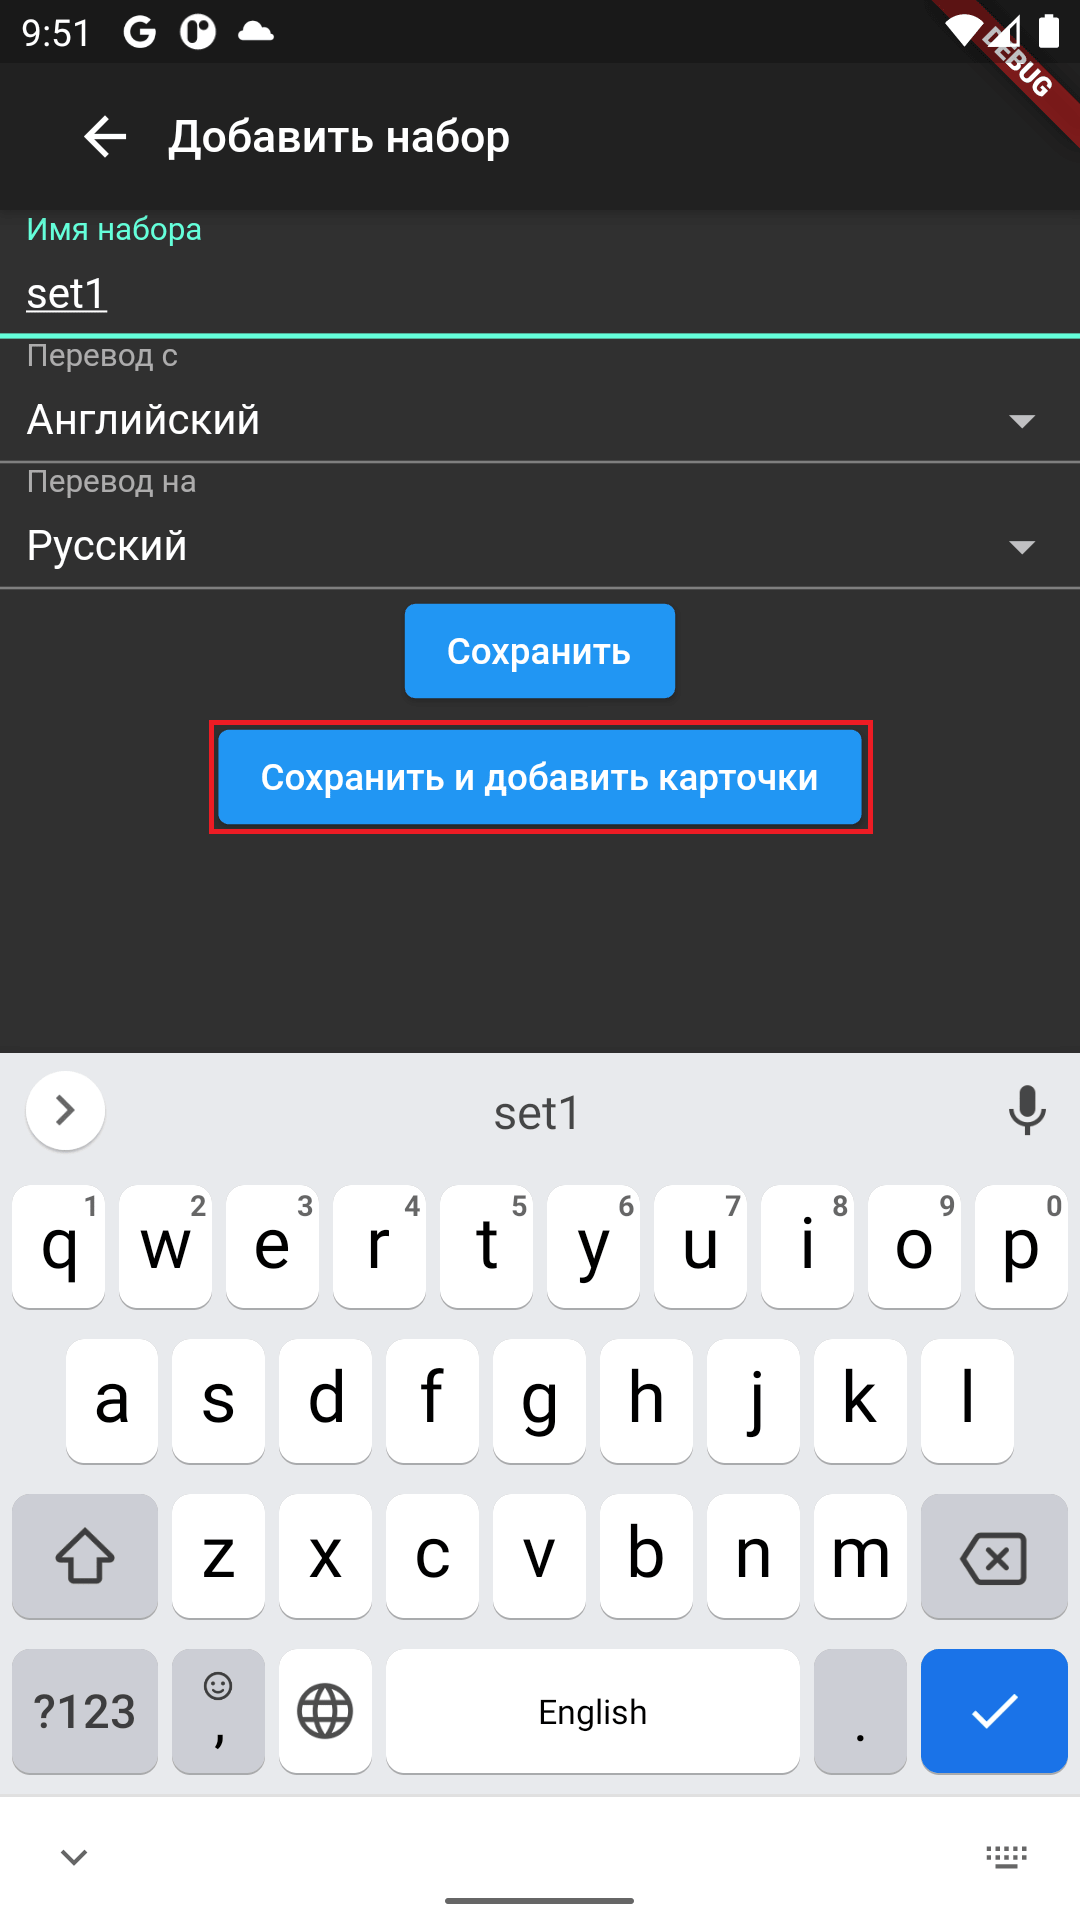 9:51
DEBUG
Добавить набор
Имя набора
set1
Перевод с
Английский
Перевод на
Русский
Сохранить
Сохранить и добавить карточки
set1
1 2 3 4 5 6 7 8 9 0
q w e r t y u i o p
a s d f g h j k l
z x c v b n m
?123 , English .